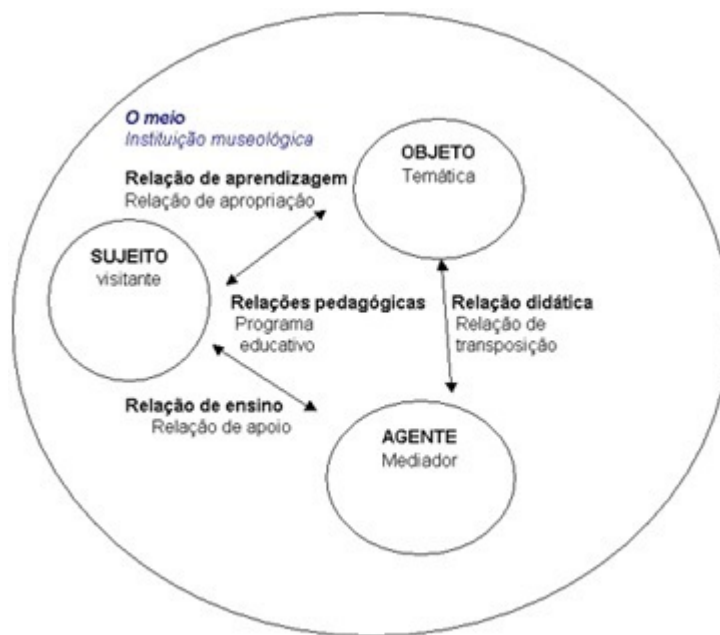 O meio
Instituição museológica
OBJETO
Temática
Relação de aprendizagem
Relação de apropriação
SUJEITO
visitante
Relações pedagógicas
Programa
educativo
Relação didática
Relação de
transposição
Relação de ensino
Relação de apoio
AGENTE
Mediador